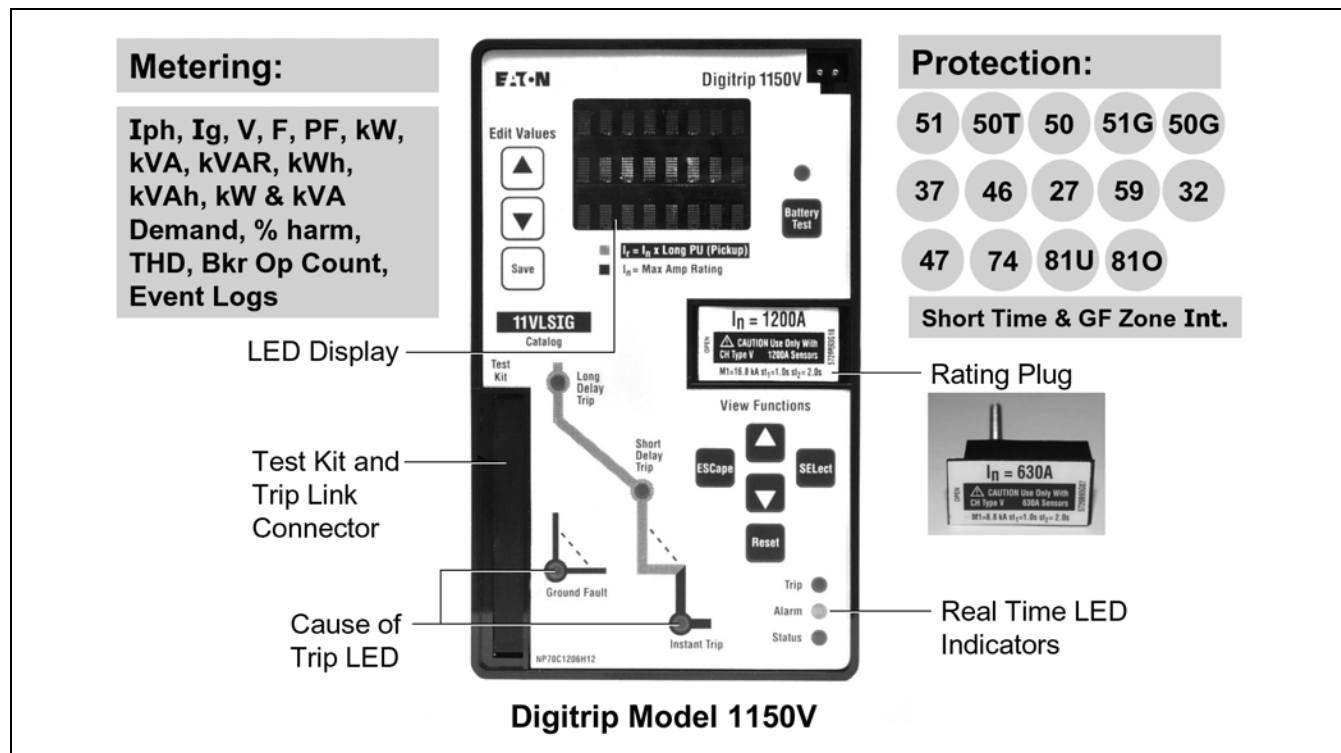 Metering:
Iph, Ig, V, F, PF, kW,
kVA, kVAR, kWh,
kVAh, kW & kVA
Demand, % harm,
THD, Bkr Op Count,
Event Logs
LED Display
Test Kit and
Trip Link
Connector
Cause of
Trip LED
E·T·N
Digitrip 1150V
Edit Values
Save
Battery
Test
Ir = In x Long PU (Pickup)
In = Max Amp Rating
11VLSIG
Catalog
Test
Kit
Long
Delay
Trip
Short
Delay
Trip
Ground Fault
Instant Trip
NP70C1206H12
OPEN
In = 1200A
CAUTION Use Only With
CH Type V 1200A Sensors
M1=16.8 kA st1=1.0s st2= 2.0s
View Functions
ESCape
SELect
Reset
Trip
Alarm
Status
Protection:
51 50T 50 51G 50G
37 46 27 59 32
47 74 81U 81O
Short Time & GF Zone Int.
Rating Plug
OPEN
In = 630A
CAUTION Use Only With
CH Type V 630A Sensors
M1=8.8 kA st1=1.0s st2= 2.0s
Real Time LED
Indicators
Digitrip Model 1150V